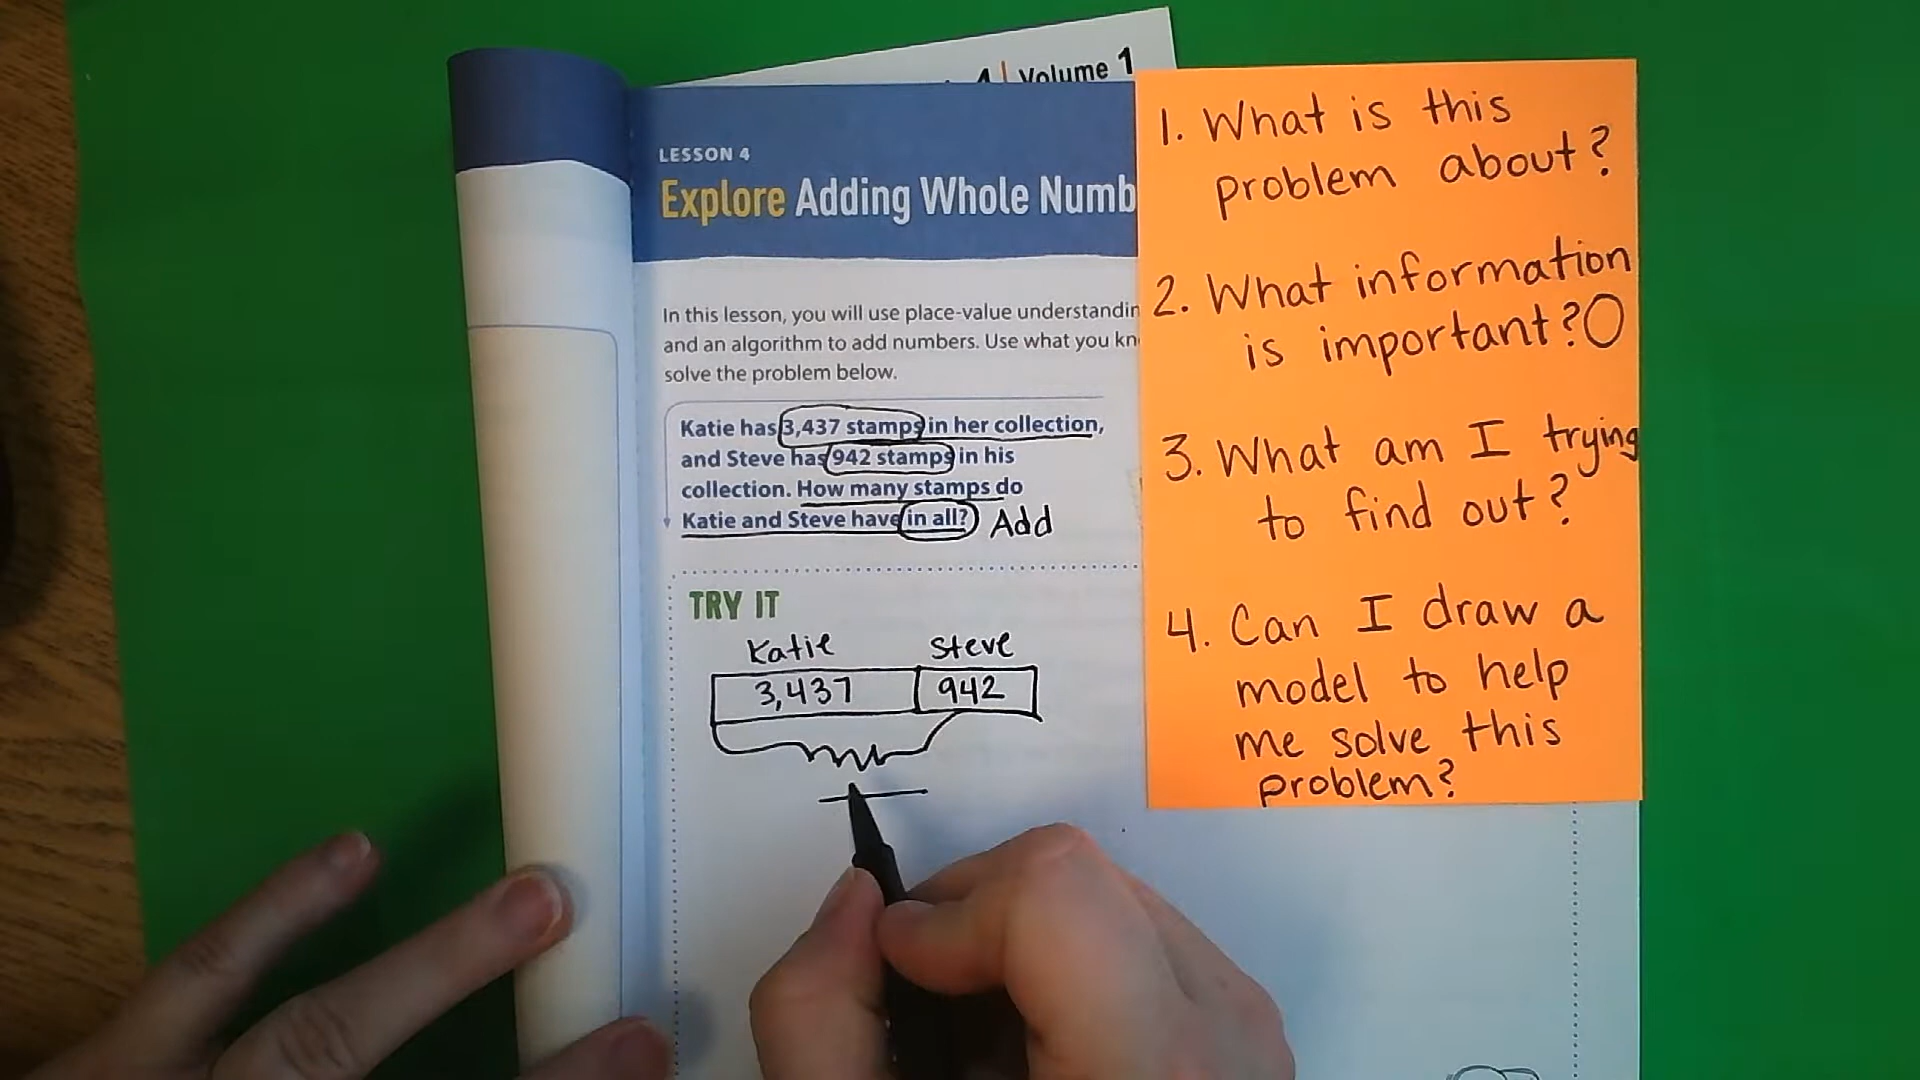 Volume 1
LESSON 4
Explore Adding Whole Numb
In this lesson, you will use place-value understandin
and an algorithm to add numbers. Use what you kn
solve the problem below.
Katie has 3,437 stamps in her collection,
and Steve has 942 stamps in his
collection. How many stamps do
Katie and Steve have in all? Add
TRY IT
Katie Steve
3,437 942
1. What is this
problem about?
2. What information
is important?
3. What am I trying
to find out?
4. Can I draw a
model to help
me solve this
problem?